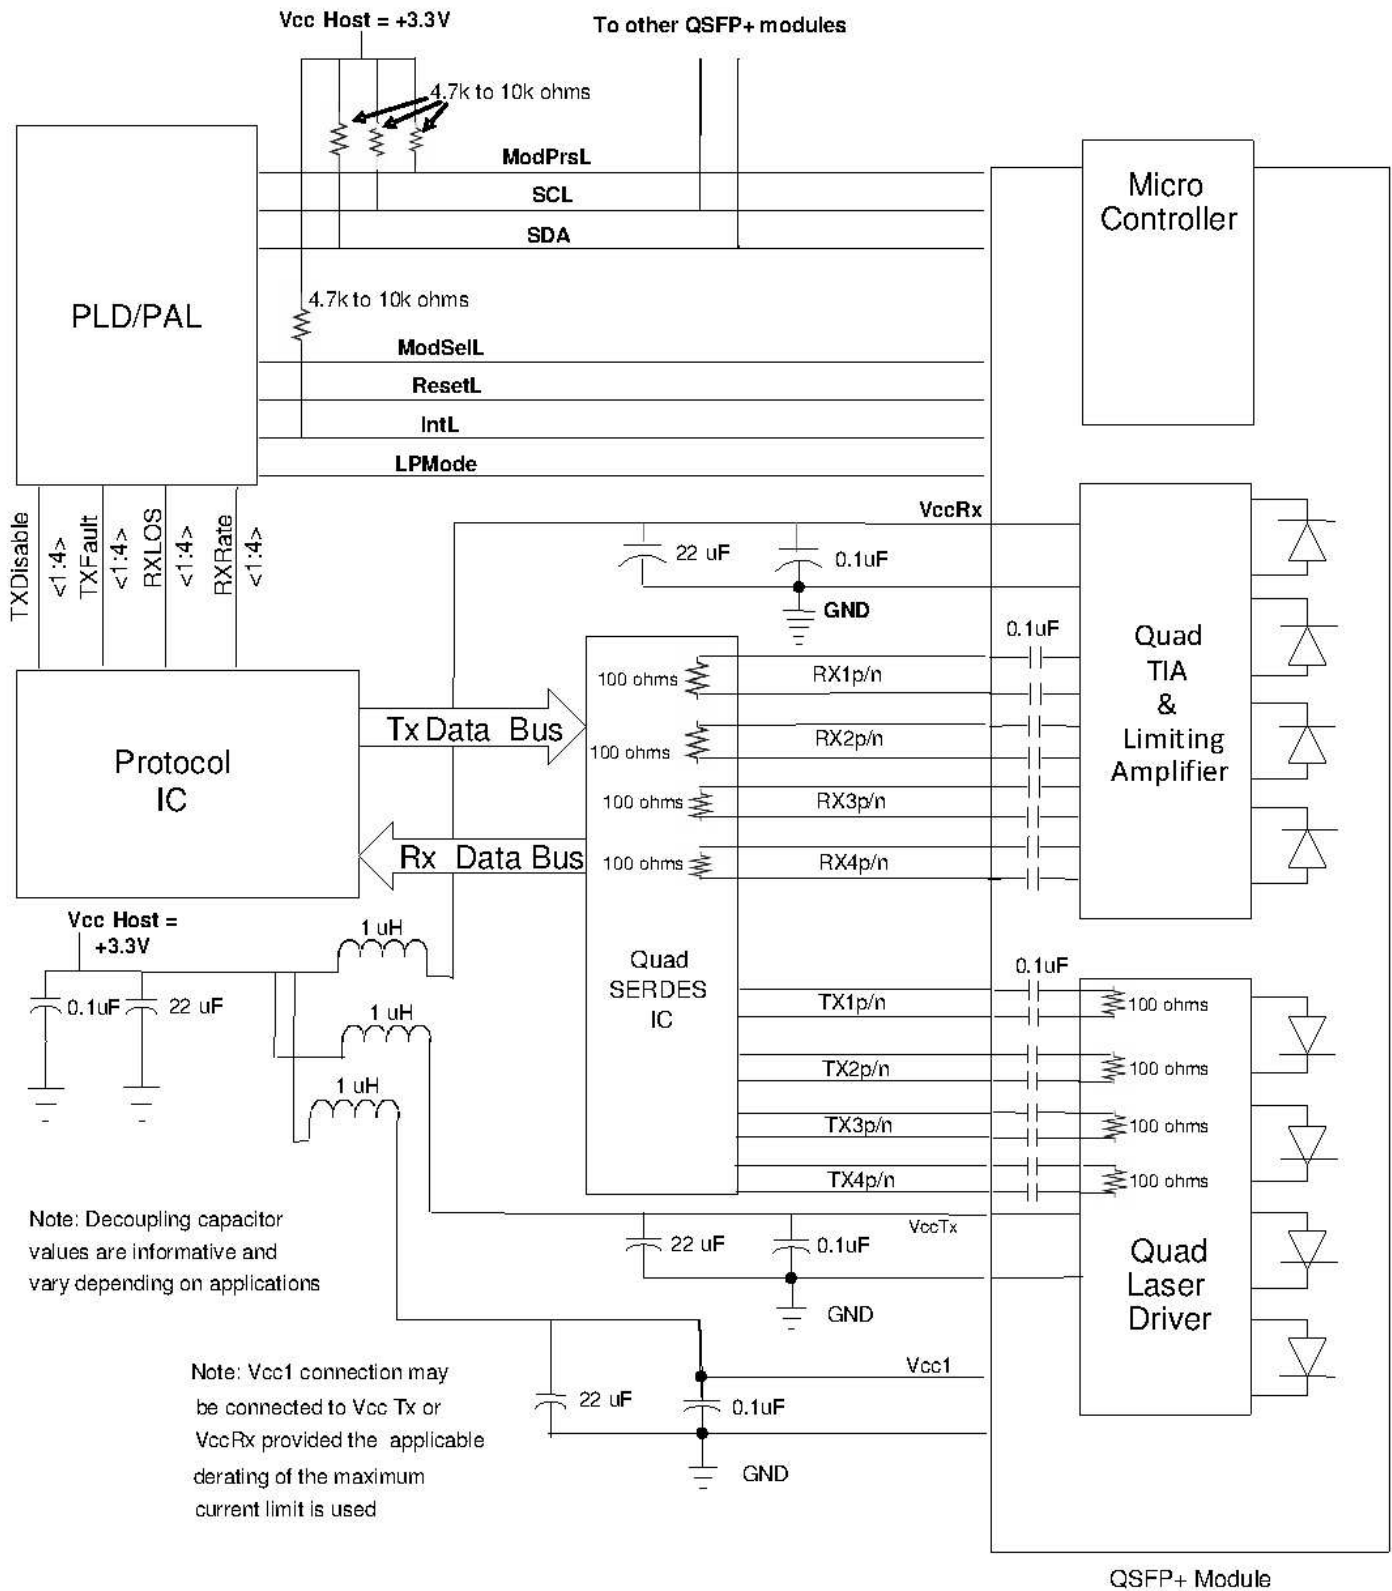 Vcc Host = +3.3V
To other QSFP+ modules
4.7k to 10k ohms
ModPrsL
SCL
SDA
Micro
Controller
PLD/PAL
4.7k to 10k ohms
ModSelL
ResetL
IntL
LPMode
TXDisable
<1:4>
TXFault
<1:4>
RXLOS
<1:4>
RXRate
<1:4>
VccRx
22 uF
0.1uF
GND
0.1uF
Quad
TIA
&
Limiting
Amplifier
100 ohms
RX1p/n
100 ohms
RX2p/n
100 ohms
RX3p/n
100 ohms
RX4p/n
Tx Data Bus
Protocol
IC
Rx Data Bus
Vcc Host =
+3.3V
0.1uF
22 uF
1 uH
1 uH
1 uH
Quad
SERDES
IC
0.1uF
TX1p/n
100 ohms
TX2p/n
100 ohms
TX3p/n
100 ohms
TX4p/n
100 ohms
VccTx
22 uF
0.1uF
GND
Quad
Laser
Driver
Note: Decoupling capacitor
values are informative and
vary depending on applications
Vcc1
22 uF
0.1uF
GND
Note: Vcc1 connection may
be connected to Vcc Tx or
VccRx provided the applicable
derating of the maximum
current limit is used
QSFP+ Module